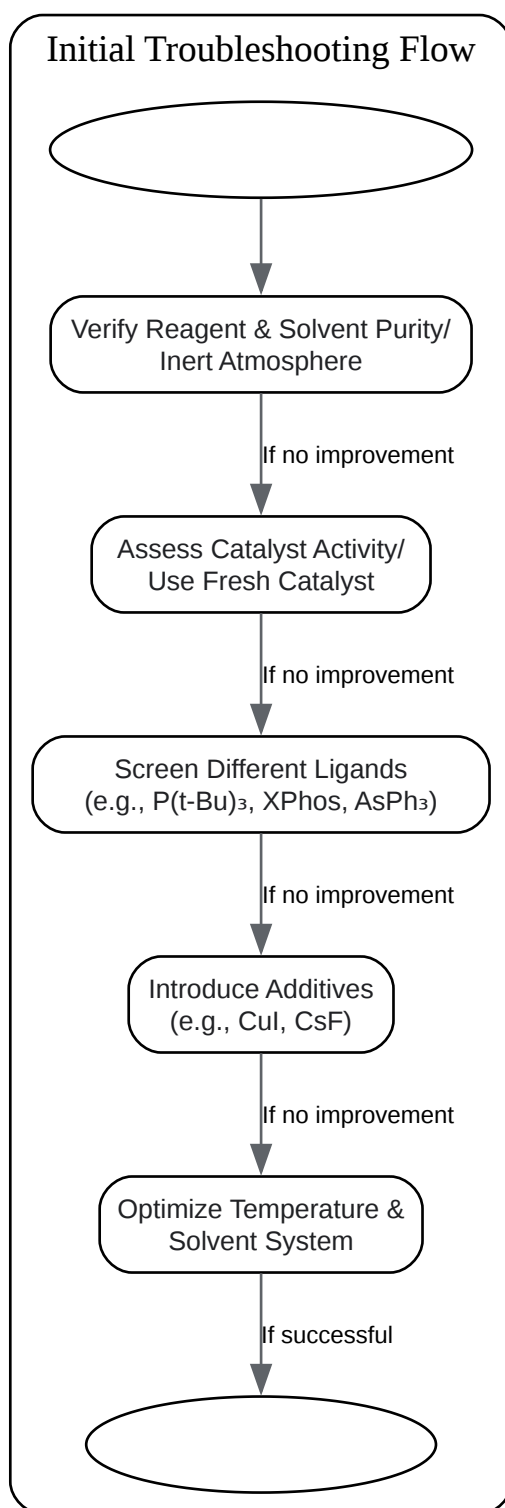 Initial Troubleshooting Flow
Verify Reagent & Solvent Purity/
Inert Atmosphere
If no improvement
Assess Catalyst Activity/
Use Fresh Catalyst
If no improvement
Screen Different Ligands
(e.g., P(t-Bu)₃, XPhos, AsPh₃)
If no improvement
Introduce Additives
(e.g., CuI, CsF)
If no improvement
Optimize Temperature &
Solvent System
If successful